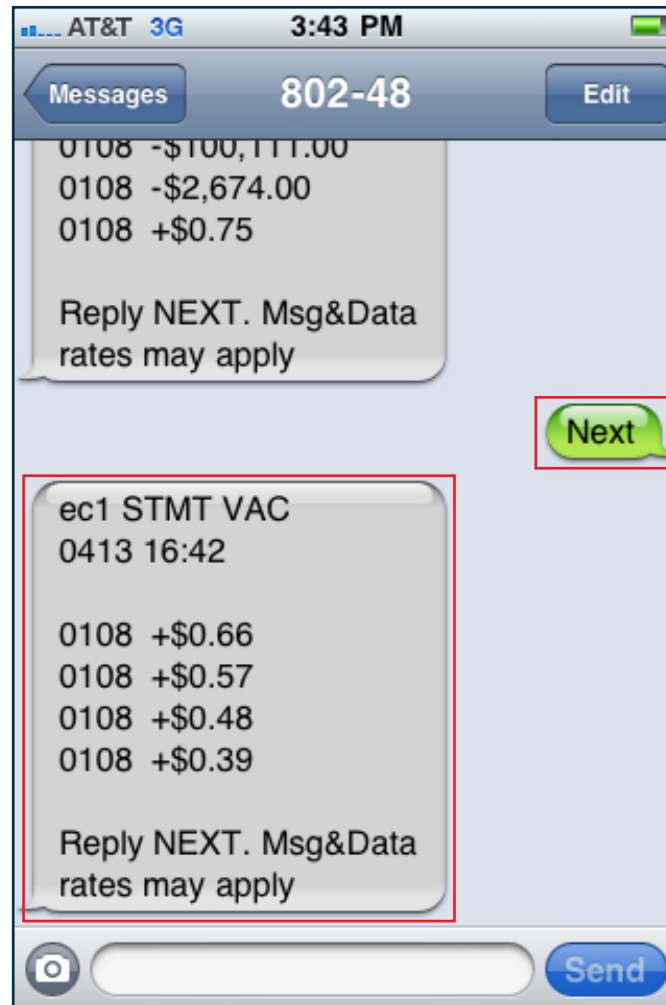 AT&T 3G 3:43 PM
Messages 802-48 Edit
0108 -$100,111.00
0108 -$2,674.00
0108 +$0.75
Reply NEXT. Msg&Data
rates may apply
Next
ec1 STMT VAC
0413 16:42
0108 +$0.66
0108 +$0.57
0108 +$0.48
0108 +$0.39
Reply NEXT. Msg&Data
rates may apply
Send